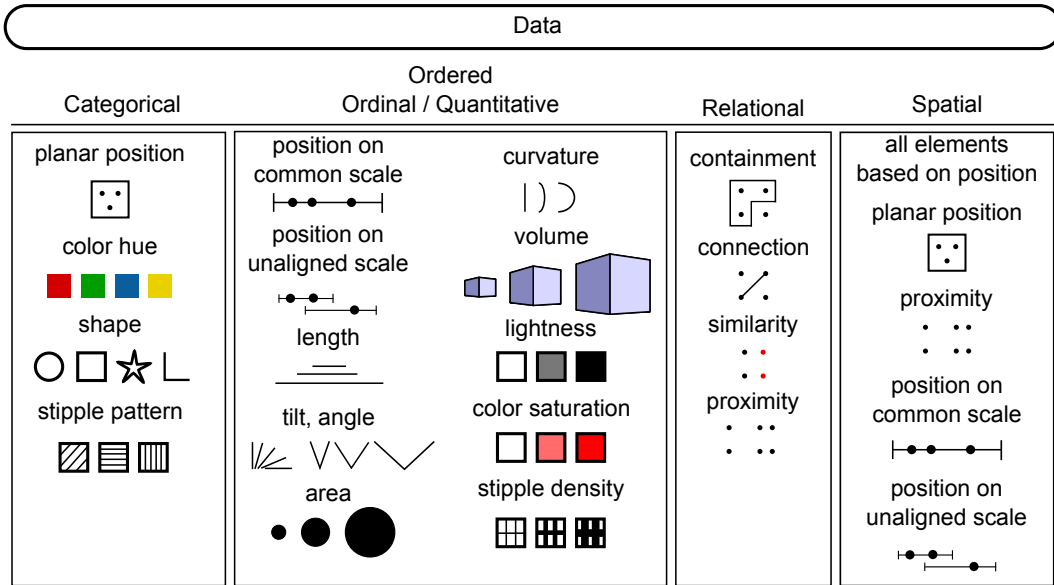 Data
Categorical
Ordered
Ordinal / Quantitative
Relational
Spatial
planar position
color hue
shape
stipple pattern
position on
common scale
position on
unaligned scale
length
tilt, angle
area
curvature
volume
lightness
color saturation
stipple density
containment
connection
similarity
proximity
all elements
based on position
planar position
proximity
position on
common scale
position on
unaligned scale